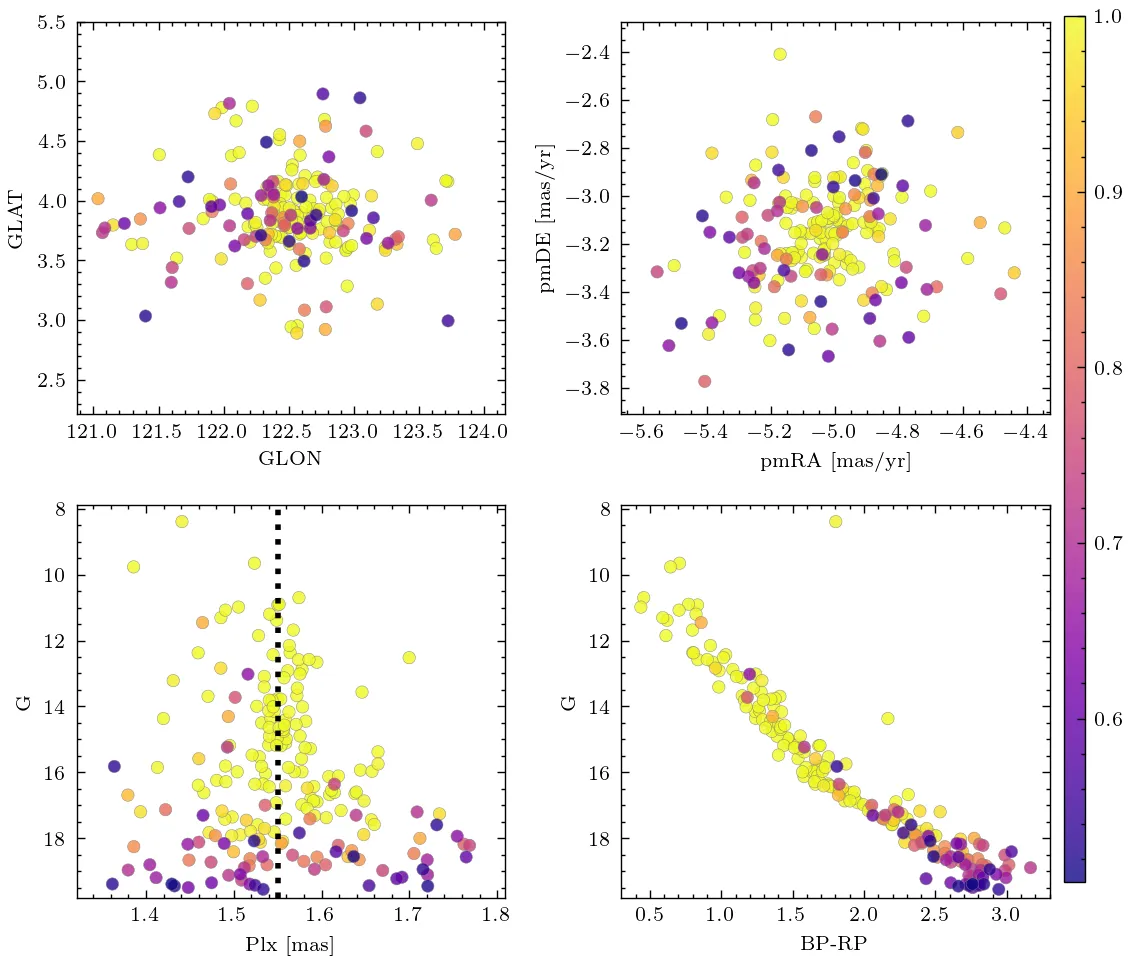 5.5
5.0
4.5
4.0
3.5
3.0
2.5
GLAT
121.0 121.5 122.0 122.5 123.0 123.5 124.0
GLON
−2.4
−2.6
−2.8
−3.0
−3.2
−3.4
−3.6
−3.8
pmDE [mas/yr]
−5.6 −5.4 −5.2 −5.0 −4.8 −4.6 −4.4
pmRA [mas/yr]
1.0
0.9
0.8
0.7
0.6
8
10
12
14
16
18
G
1.4 1.5 1.6 1.7 1.8
Plx [mas]
8
10
12
14
16
18
G
0.5 1.0 1.5 2.0 2.5 3.0
BP-RP